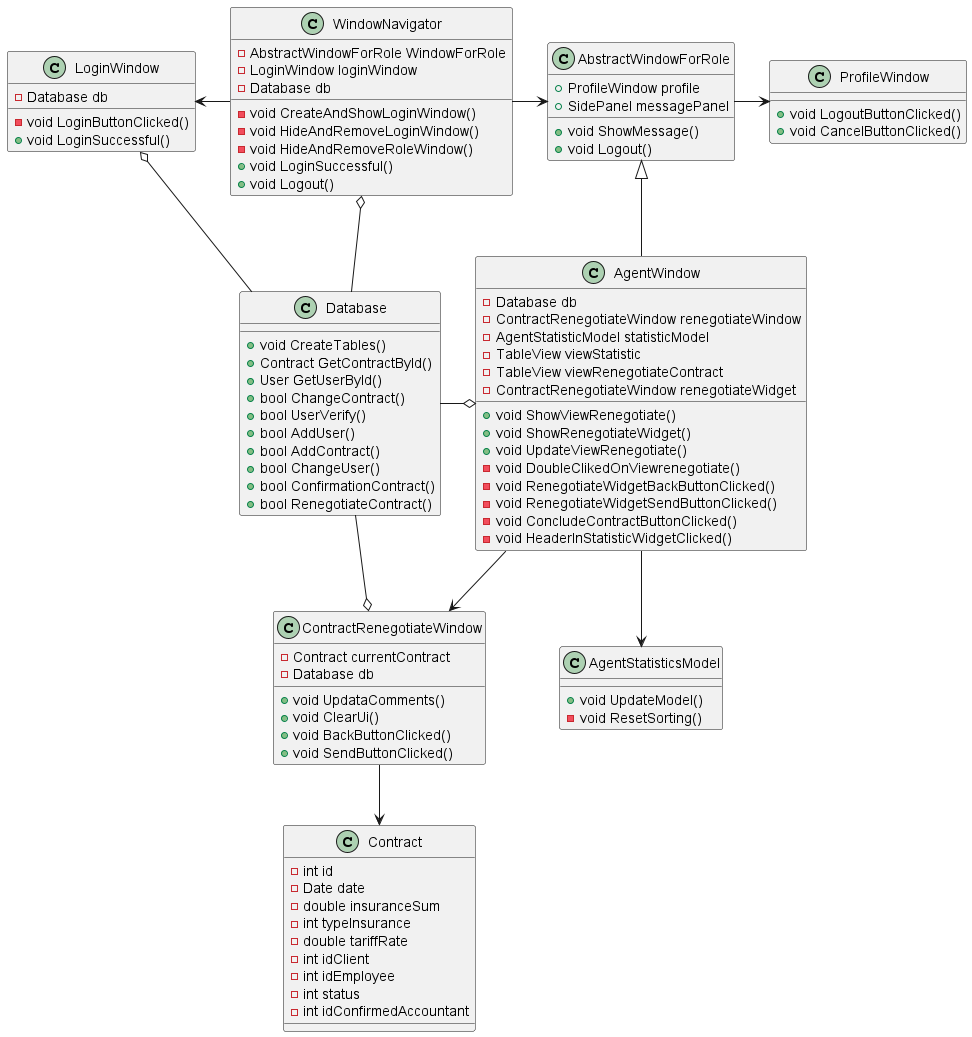 C LoginWindow
Database db
void LoginButtonClicked()
void LoginSuccessful()
C WindowNavigator
AbstractWindowForRole WindowForRole
LoginWindow loginWindow
Database db
void CreateAndShowLoginWindow()
void HideAndRemoveLoginWindow()
void HideAndRemoveRoleWindow()
void LoginSuccessful()
void Logout()
C AbstractWindowForRole
ProfileWindow profile
SidePanel messagePanel
void ShowMessage()
void Logout()
C ProfileWindow
void LogoutButtonClicked()
void CancelButtonClicked()
C Database
void CreateTables()
Contract GetContractById()
User GetUserById()
bool ChangeContract()
bool UserVerify()
bool AddUser()
bool AddContract()
bool ChangeUser()
bool ConfirmationContract()
bool RenegotiateContract()
C AgentWindow
Database db
ContractRenegotiateWindow renegotiateWindow
AgentStatisticModel statisticModel
TableView viewStatistic
TableView viewRenegotiateContract
ContractRenegotiateWindow renegotiateWidget
void ShowViewRenegotiate()
void ShowRenegotiateWidget()
void UpdateViewRenegotiate()
void DoubleClikedOnViewrenegotiate()
void RenegotiateWidgetBackButtonClicked()
void RenegotiateWidgetSendButtonClicked()
void ConcludeContractButtonClicked()
void HeaderInStatisticWidgetClicked()
C ContractRenegotiateWindow
Contract currentContract
Database db
void UpdataComments()
void ClearUi()
void BackButtonClicked()
void SendButtonClicked()
C AgentStatisticsModel
void UpdateModel()
void ResetSorting()
C Contract
int id
Date date
double insuranceSum
int typeInsurance
double tariffRate
int idClient
int idEmployee
int status
int idConfirmedAccountant